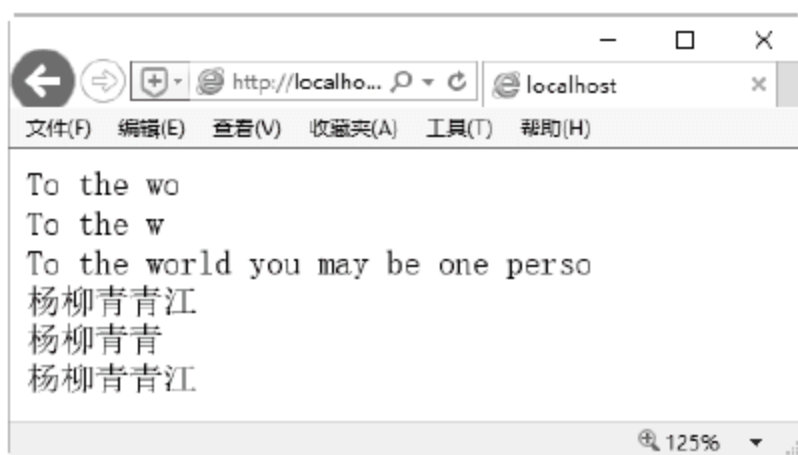 http://localho...
localhost
文件(F) 编辑(E) 查看(V) 收藏夹(A) 工具(T) 帮助(H)
To the wo
To the w
To the world you may be one perso
杨柳青青江
杨柳青青
杨柳青青江
125%